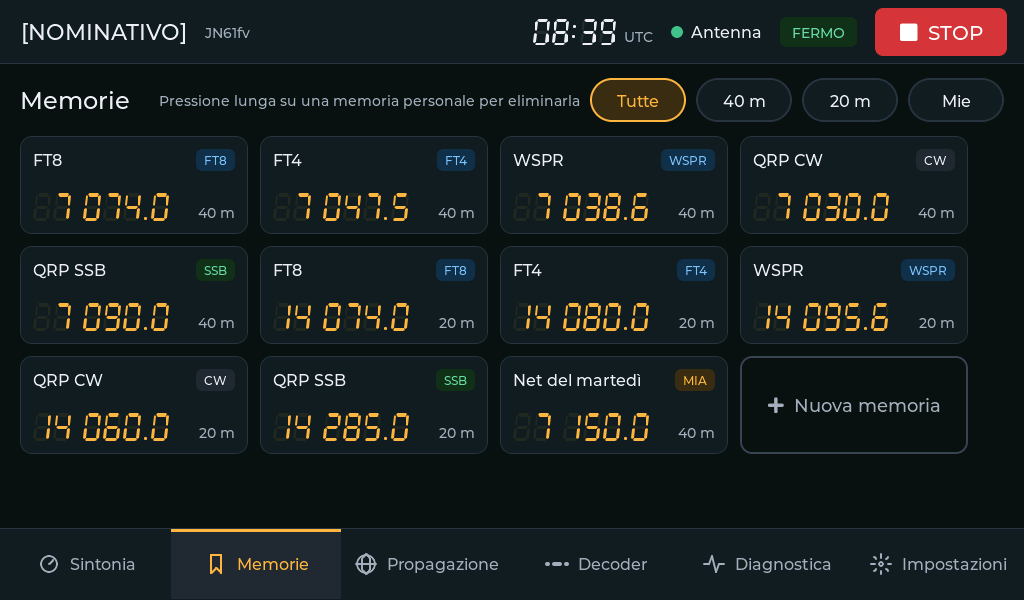 [NOMINATIVO] JN61fv 08:39 UTC Antenna FERMO STOP
Memorie Pressione lunga su una memoria personale per eliminarla Tutte 40 m 20 m Mie
FT8 FT8 FT4 FT4 WSPR WSPR QRP CW CW
7 074.0 40 m 7 047.5 40 m 7 038.6 40 m 7 030.0 40 m
QRP SSB SSB FT8 FT8 FT4 FT4 WSPR WSPR
7 090.0 40 m 14 074.0 20 m 14 080.0 20 m 14 095.6 20 m
QRP CW CW QRP SSB SSB Net del martedì MIA
Nuova memoria
14 060.0 20 m 14 285.0 20 m 7 150.0 40 m
Sintonia Memorie Propagazione Decoder Diagnostica Impostazioni